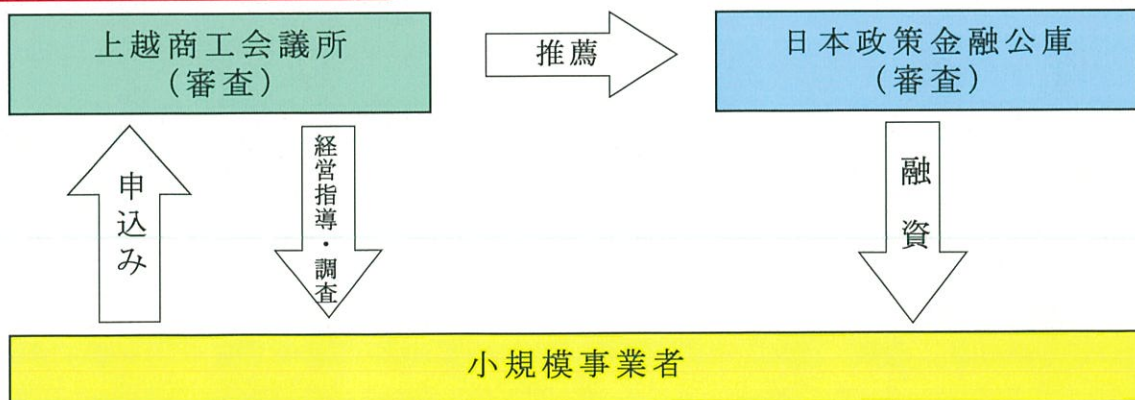 上越商工会議所
（審査）
推薦
日本政策金融公庫
（審査）
申込み
経営指導・調査
融資
小規模事業者